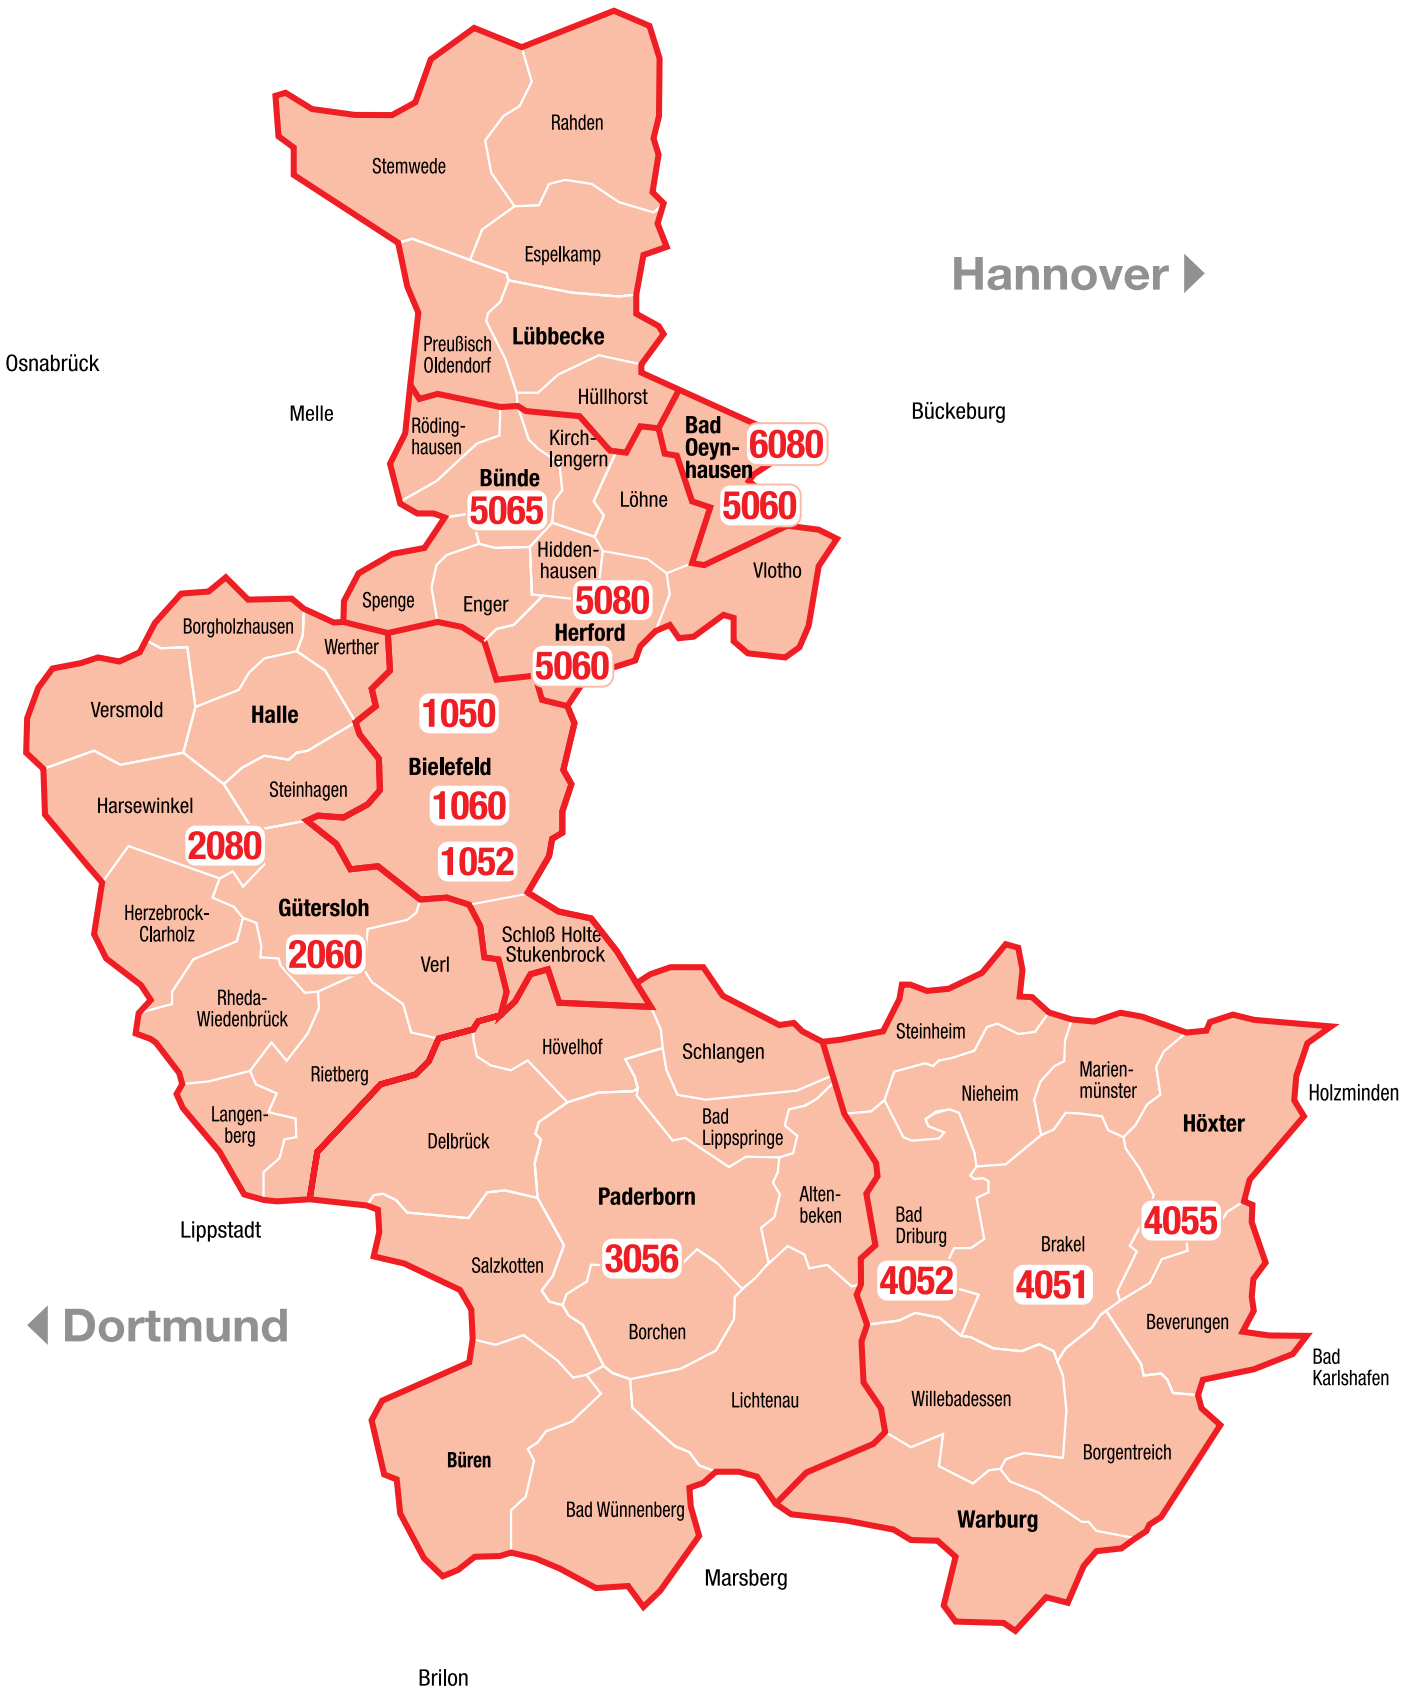 Rahden
Stemwede
Espelkamp
Hannover
Lübbecke
Preußisch
Oldendorf
Osnabrück
Hüllhorst
Melle
Bückeburg
Röding-
hausen
Kirch-
lengern
Bad
Oeyn-
hausen
6080
Bünde
5065
Löhne
5060
Hidden-
hausen
Vlotho
Spenge
Enger
5080
Herford
5060
Borgholzhausen
Werther
Versmold
Halle
1050
Bielefeld
1060
1052
Steinhagen
Harsewinkel
2080
Herzebrock-
Clarholz
Gütersloh
2060
Verl
Schloß Holte
Stukenbrock
Rheda-
Wiedenbrück
Rietberg
Langen-
berg
Hövelhof
Schlangen
Steinheim
Nieheim
Marien-
münster
Holzminden
Höxter
Delbrück
Bad
Lippspringe
Paderborn
3056
Alten-
beken
Bad
Driburg
4052
Brakel
4051
4055
Lippstadt
Salzkotten
Dortmund
Borchen
Beverungen
Bad
Karlshafen
Lichtenau
Willebadessen
Büren
Borgentreich
Bad Wünnenberg
Warburg
Marsberg
Brilon